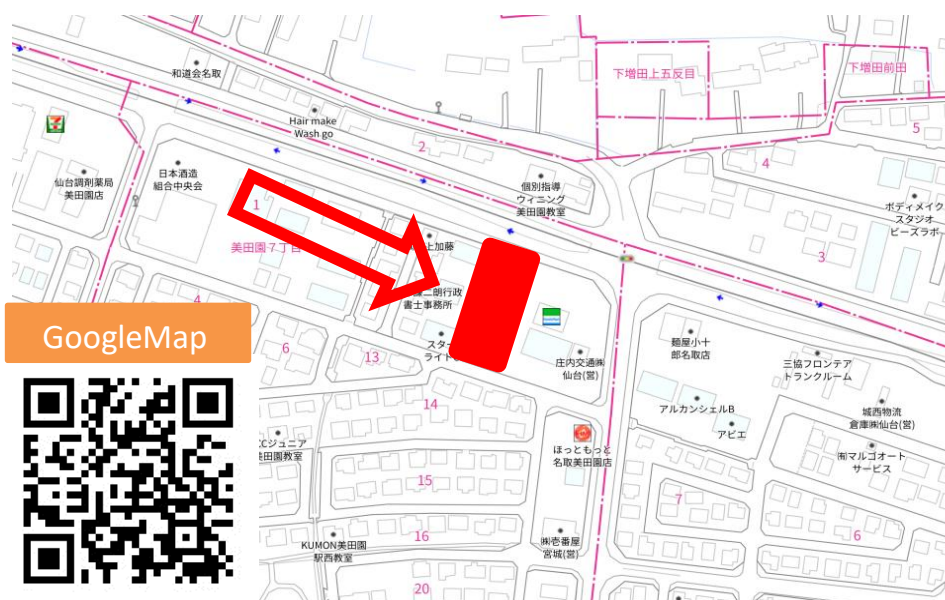 和道会名取
Hair make
Wash go
2
下増田上五反目
下増田前田
5
4
仙台調剤薬局
美田園店
日本酒造
組合中央会
個別指導
ウィニング
美田園教室
ボディメイク
スタジオ
ビーズラボ
1
美田園7丁目
上加藤
3
二朗行政
書士事務所
4
GoogleMap
6
13
スター
ライト
庄内交通㈱
仙台(営)
麺屋小十
郎名取店
三協フロンテア
トランクルーム
14
アルカンシェルB
アビエ
城西物流
倉庫㈱仙台(営)
Cジュニア
美田園教室
ほっともっと
名取美田園店
㈲マルゴオート
サービス
15
7
16
KUMON美田園
駅西教室
㈱壱番屋
宮城(営)
6
20